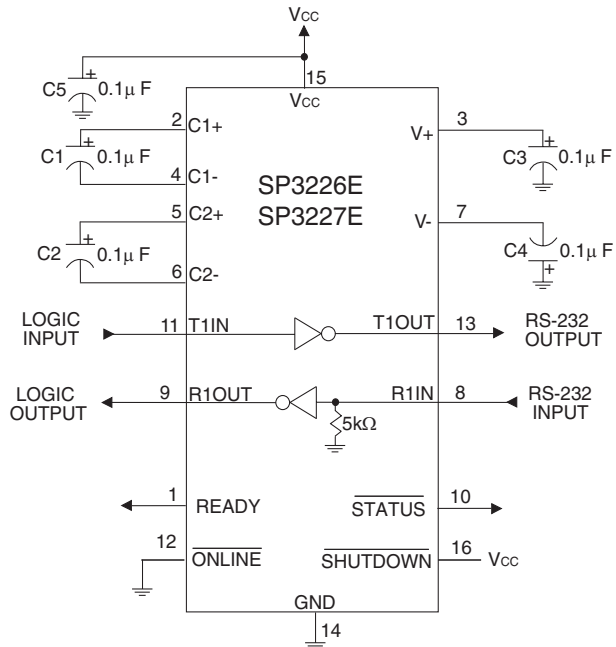 VCC
15
VCC
C5
+
0.1μ F
2
C1+
C1
+
0.1μ F
4
C1-
5
C2+
C2
+
0.1μ F
6
C2-
SP3226E
SP3227E
V+
3
+
C3
0.1μ F
V-
7
C4
0.1μ F
+
LOGIC
INPUT
11
T1IN
T1OUT
13
RS-232
OUTPUT
LOGIC
OUTPUT
9
R1OUT
5kΩ
R1IN
8
RS-232
INPUT
1
READY
STATUS
10
12
ONLINE
SHUTDOWN
16
VCC
GND
14